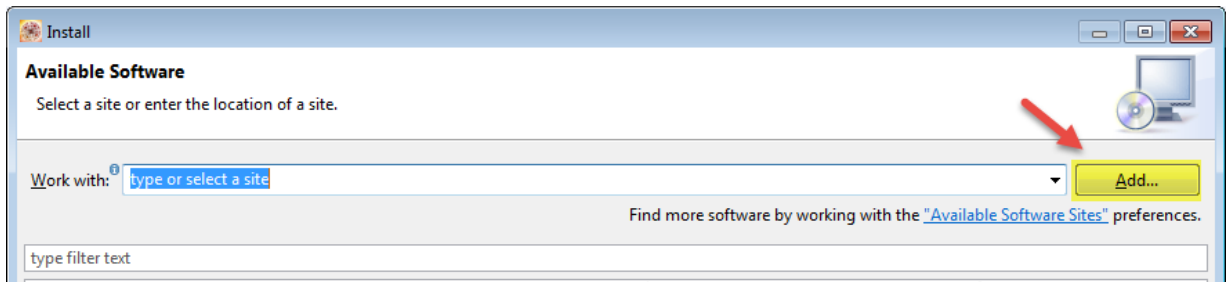 Install
Available Software
Select a site or enter the location of a site.
Work with: type or select a site Add...
Find more software by working with the "Available Software Sites" preferences.
type filter text